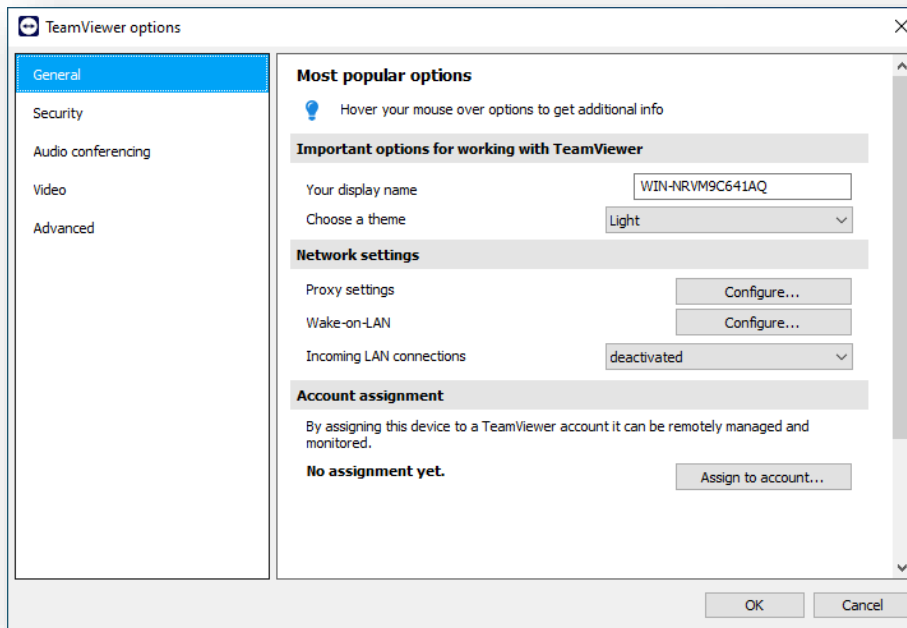 TeamViewer options
General
Security
Audio conferencing
Video
Advanced
Most popular options
Hover your mouse over options to get additional info
Important options for working with TeamViewer
Your display name WIN-NRVM9C641AQ
Choose a theme Light
Network settings
Proxy settings Configure...
Wake-on-LAN Configure...
Incoming LAN connections deactivated
Account assignment
By assigning this device to a TeamViewer account it can be remotely managed and
monitored.
No assignment yet. Assign to account...
OK Cancel